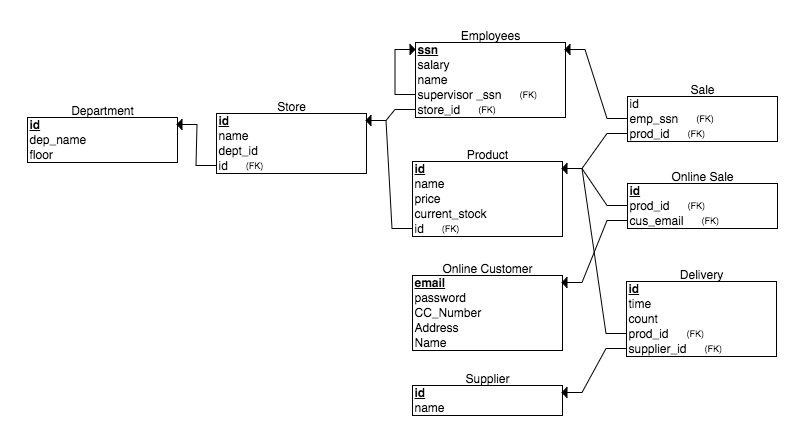 Department
id
dep_name
floor
Store
id
name
dept_id
id (FK)
Employees
ssn
salary
name
supervisor _ssn (FK)
store_id (FK)
Product
id
name
price
current_stock
id (FK)
Online Customer
email
password
CC_Number
Address
Name
Supplier
id
name
Sale
id
emp_ssn (FK)
prod_id (FK)
Online Sale
id
prod_id (FK)
cus_email (FK)
Delivery
id
time
count
prod_id (FK)
supplier_id (FK)